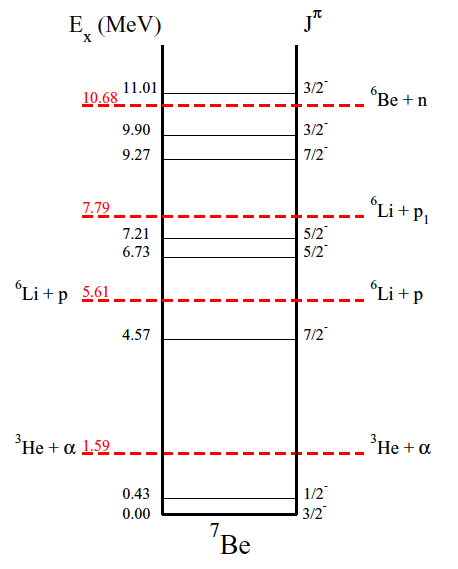 Eₓ (MeV) J^π
11.01 3/2⁻
10.68 ⁶Be + n
9.90 3/2⁻
9.27 7/2⁻
7.79 ⁶Li + p₁
7.21 5/2⁻
6.73 5/2⁻
⁶Li + p 5.61 ⁶Li + p
4.57 7/2⁻
³He + α 1.59 ³He + α
0.43 1/2⁻
0.00 3/2⁻
⁷Be